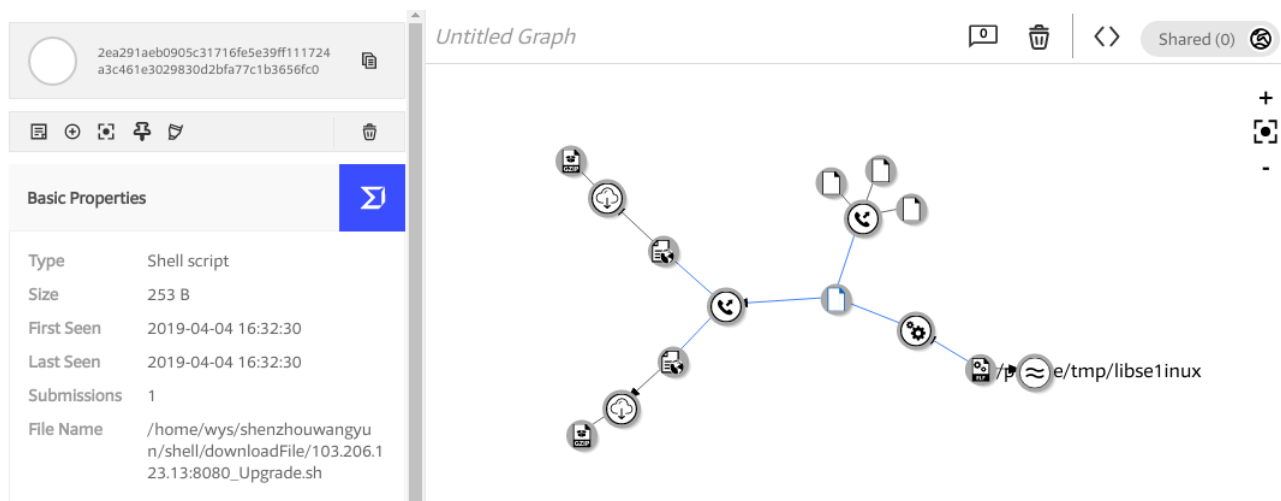 2ea291aeb0905c31716fe5e39ff111724
a3c461e3029830d2bfa77c1b3656fc0
Untitled Graph
0
Shared (0)
Basic Properties
Type Shell script
Size 253 B
First Seen 2019-04-04 16:32:30
Last Seen 2019-04-04 16:32:30
Submissions 1
File Name /home/wys/shenzhouwangyu
n/shell/downloadFile/103.206.1
23.13:8080_Upgrade.sh
GZIP
e/tmp/libse1inux
ELF
GZIP